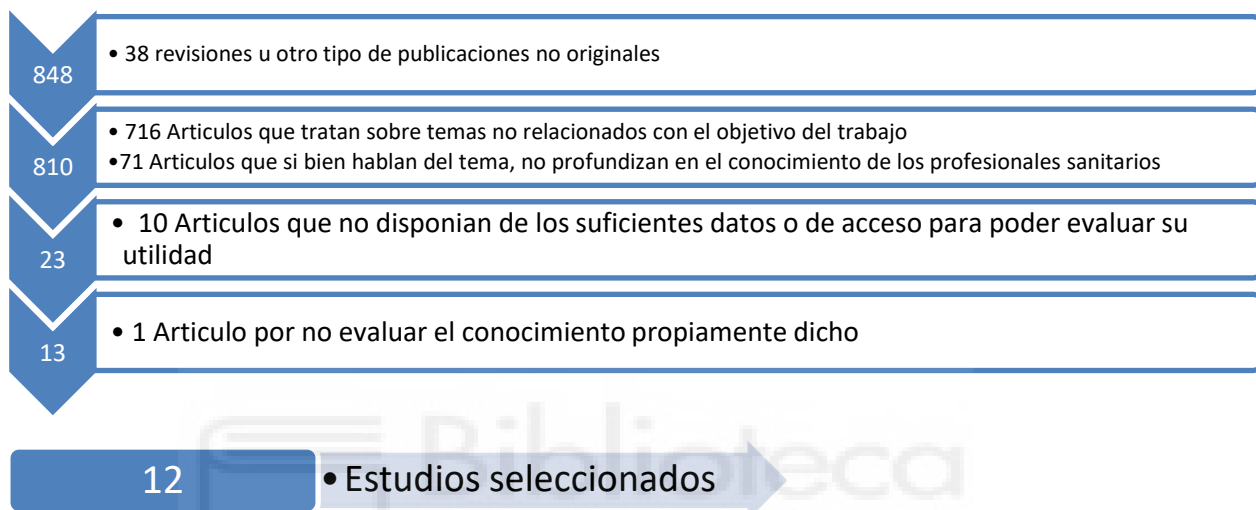 848
• 38 revisiones u otro tipo de publicaciones no originales
810
• 716 Articulos que tratan sobre temas no relacionados con el objetivo del trabajo
•71 Articulos que si bien hablan del tema, no profundizan en el conocimiento de los profesionales sanitarios
23
• 10 Articulos que no disponian de los suficientes datos o de acceso para poder evaluar su
utilidad
13
• 1 Articulo por no evaluar el conocimiento propiamente dicho
Biblioteca
12
• Estudios seleccionados